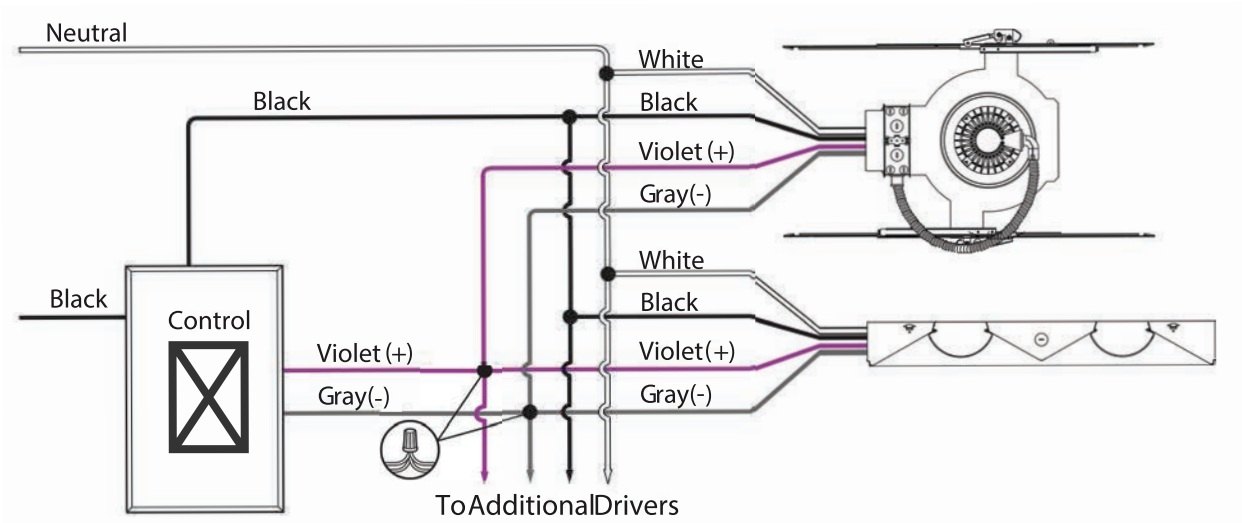 Neutral
White
Black
Black
Violet (+)
Gray(-)
White
Black
Black
Control
Violet (+)
Violet (+)
Gray(-)
Gray(-)
ToAdditionalDrivers